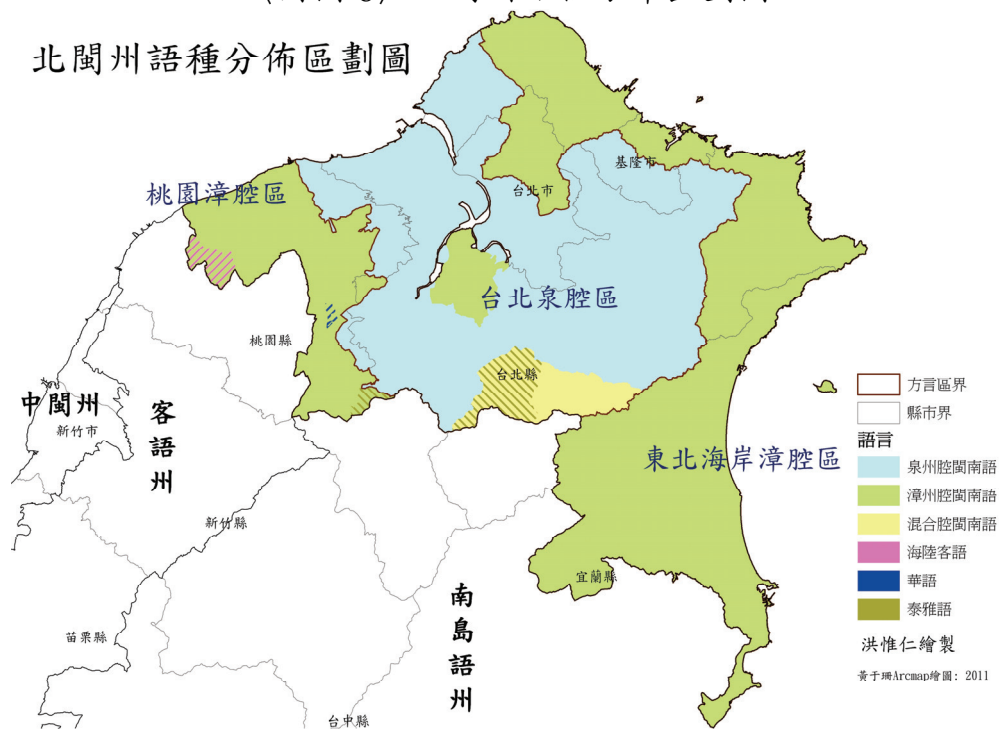 北閩州語種分佈區劃圖
基隆市
台北市
桃園漳腔區
台北泉腔區
桃園縣
台北縣
中閩州
新竹市
客語州
東北海岸漳腔區
新竹縣
宜蘭縣
南島語州
苗栗縣
台中縣
方言區界
縣市界
語言
泉州腔閩南語
漳州腔閩南語
混合腔閩南語
海陸客語
華語
泰雅語
洪惟仁繪製
黃于珊Arcmap繪圖: 2011